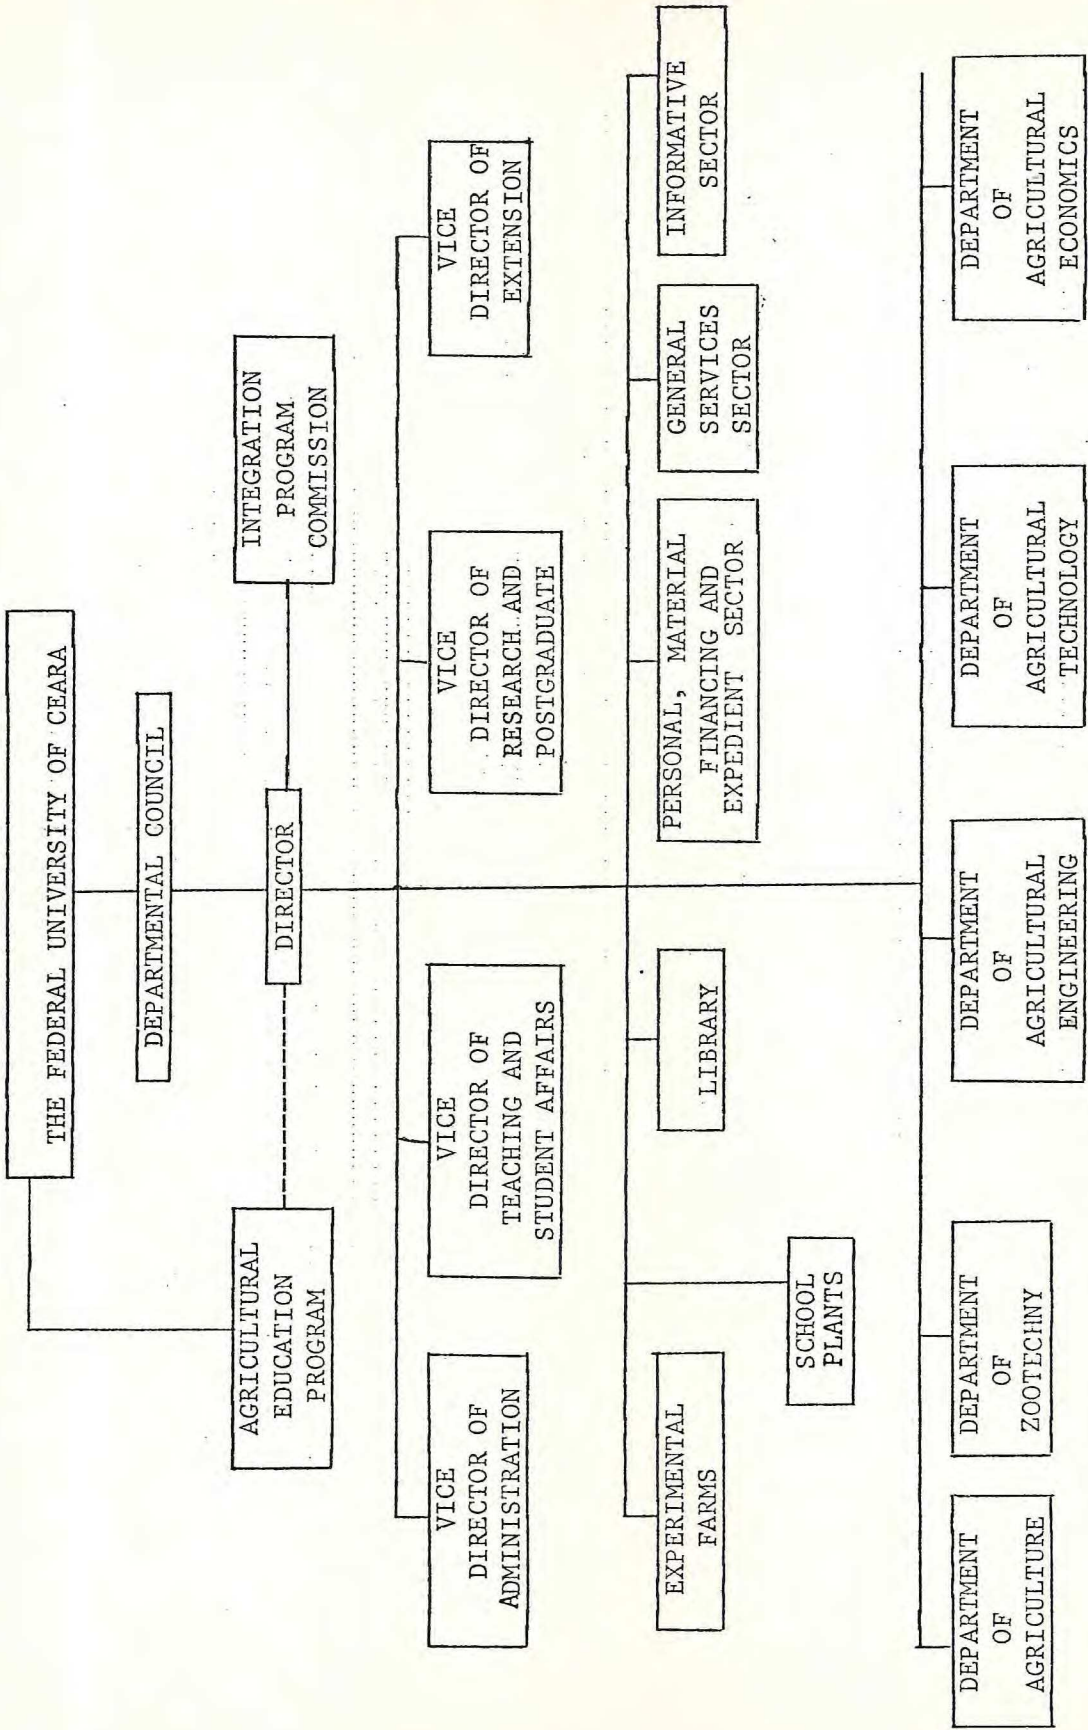 THE FEDERAL UNIVERSITY OF CEARA
DEPARTMENTAL COUNCIL
AGRICULTURAL
EDUCATION
PROGRAM
DIRECTOR
INTEGRATION
PROGRAM
COMMISSION
VICE
DIRECTOR OF
ADMINISTRATION
VICE
DIRECTOR OF
TEACHING AND
STUDENT AFFAIRS
VICE
DIRECTOR OF
RESEARCH AND
POSTGRADUATE
VICE
DIRECTOR OF
EXTENSION
EXPERIMENTAL
FARMS
SCHOOL
PLANTS
LIBRARY
PERSONAL, MATERIAL
FINANCING AND
EXPEDIENT SECTOR
GENERAL
SERVICES
SECTOR
INFORMATIVE
SECTOR
DEPARTMENT
OF
AGRICULTURE
DEPARTMENT
OF
ZOOTECHNY
DEPARTMENT
OF
AGRICULTURAL
ENGINEERING
DEPARTMENT
OF
AGRICULTURAL
TECHNOLOGY
DEPARTMENT
OF
AGRICULTURAL
ECONOMICS